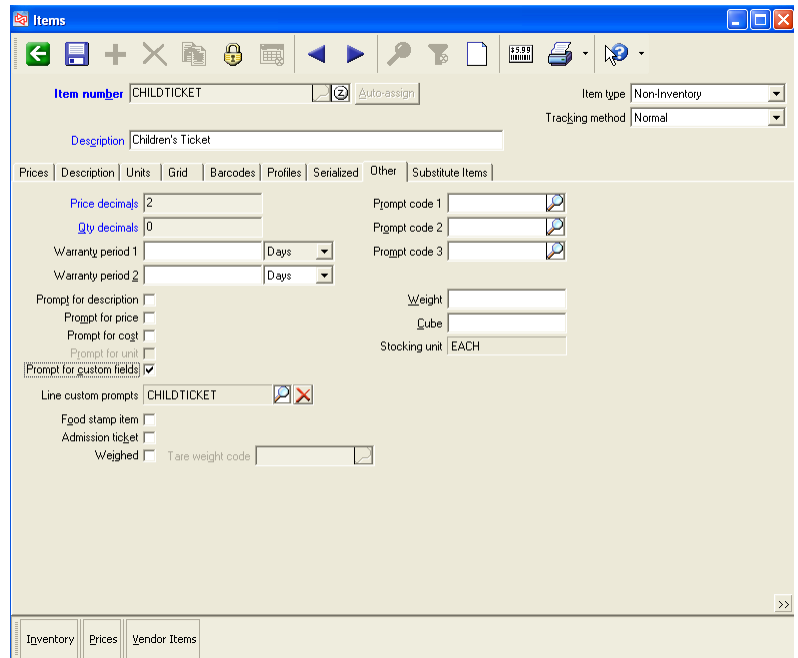 Items
$5.99
Item number CHILDTICKET Auto-assign Item type Non-Inventory
Tracking method Normal
Description Children's Ticket
Prices Description Units Grid Barcodes Profiles Serialized Other Substitute Items
Price decimals 2 Prompt code 1
Qty decimals 0 Prompt code 2
Warranty period 1 Days Prompt code 3
Warranty period 2 Days
Prompt for description Weight
Prompt for price Cube
Prompt for cost Stocking unit EACH
Prompt for unit
Prompt for custom fields
Line custom prompts CHILDTICKET
Food stamp item
Admission ticket
Weighed Tare weight code
>>
Inventory Prices Vendor Items